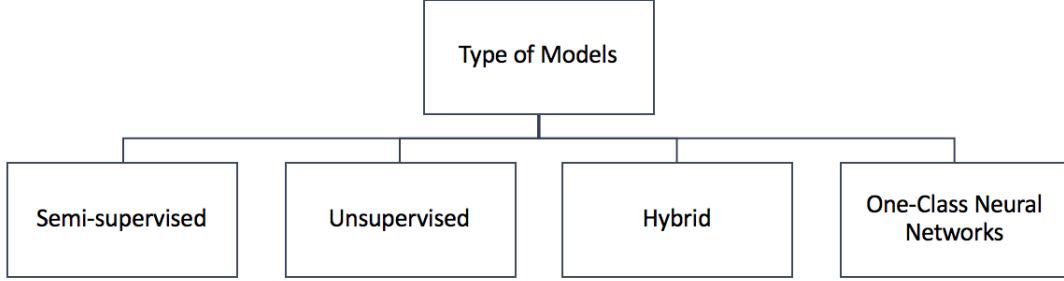 Type of Models
Semi-supervised
Unsupervised
Hybrid
One-Class Neural
Networks